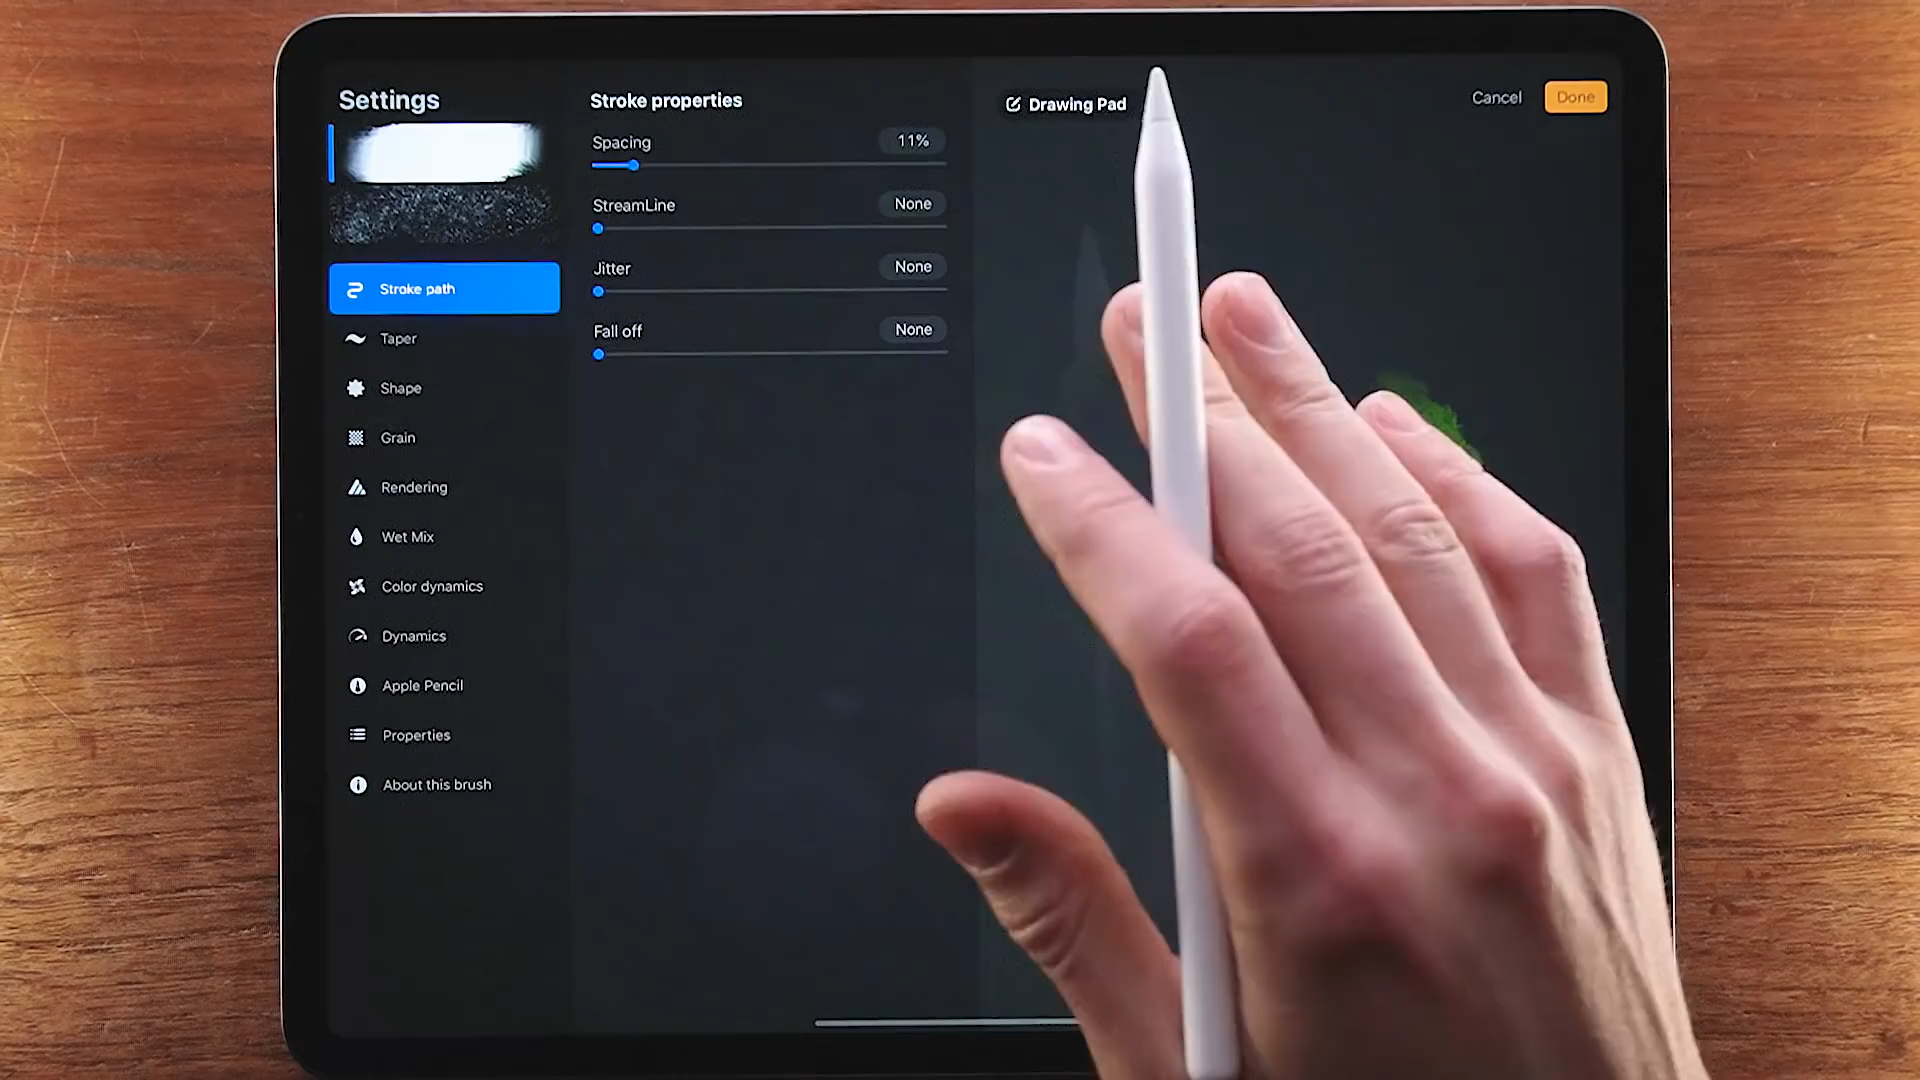 Settings
Stroke path
Taper
Shape
Grain
Rendering
Wet Mix
Color dynamics
Dynamics
Apple Pencil
Properties
About this brush
Stroke properties
Spacing 11%
StreamLine None
Jitter None
Fall off None
Drawing Pad
Cancel Done